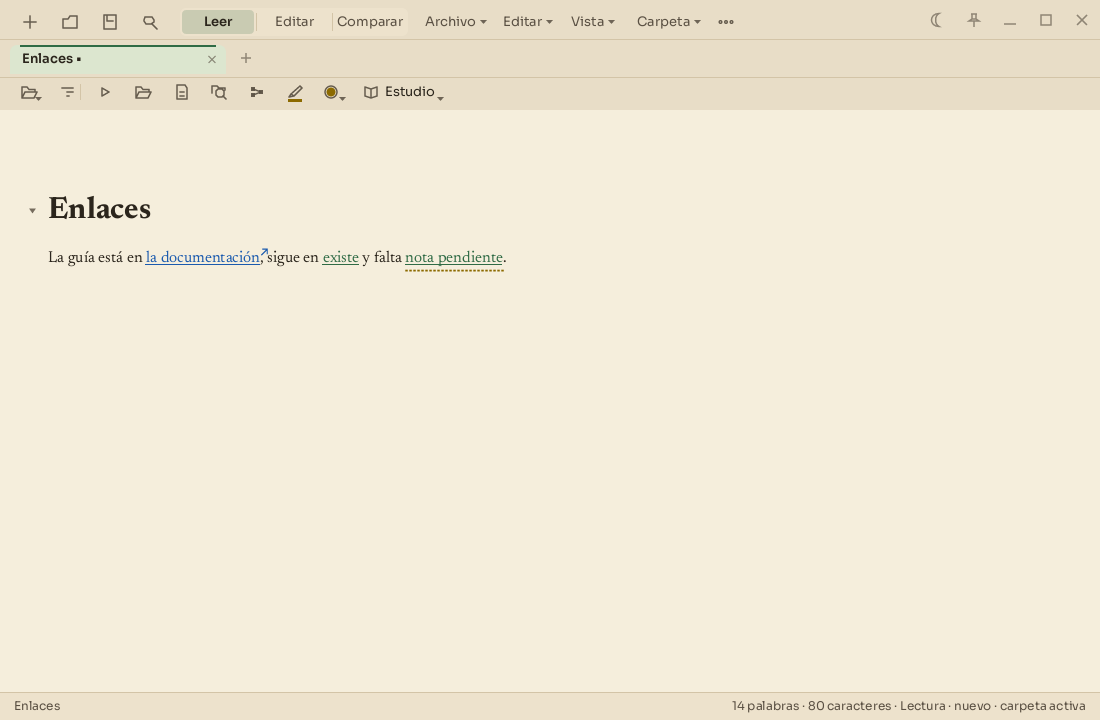 Leer Editar Comparar Archivo Editar Vista Carpeta
Enlaces
Estudio
Enlaces
La guía está en la documentación, sigue en existe y falta nota pendiente.
Enlaces
14 palabras · 80 caracteres · Lectura · nuevo · carpeta activa